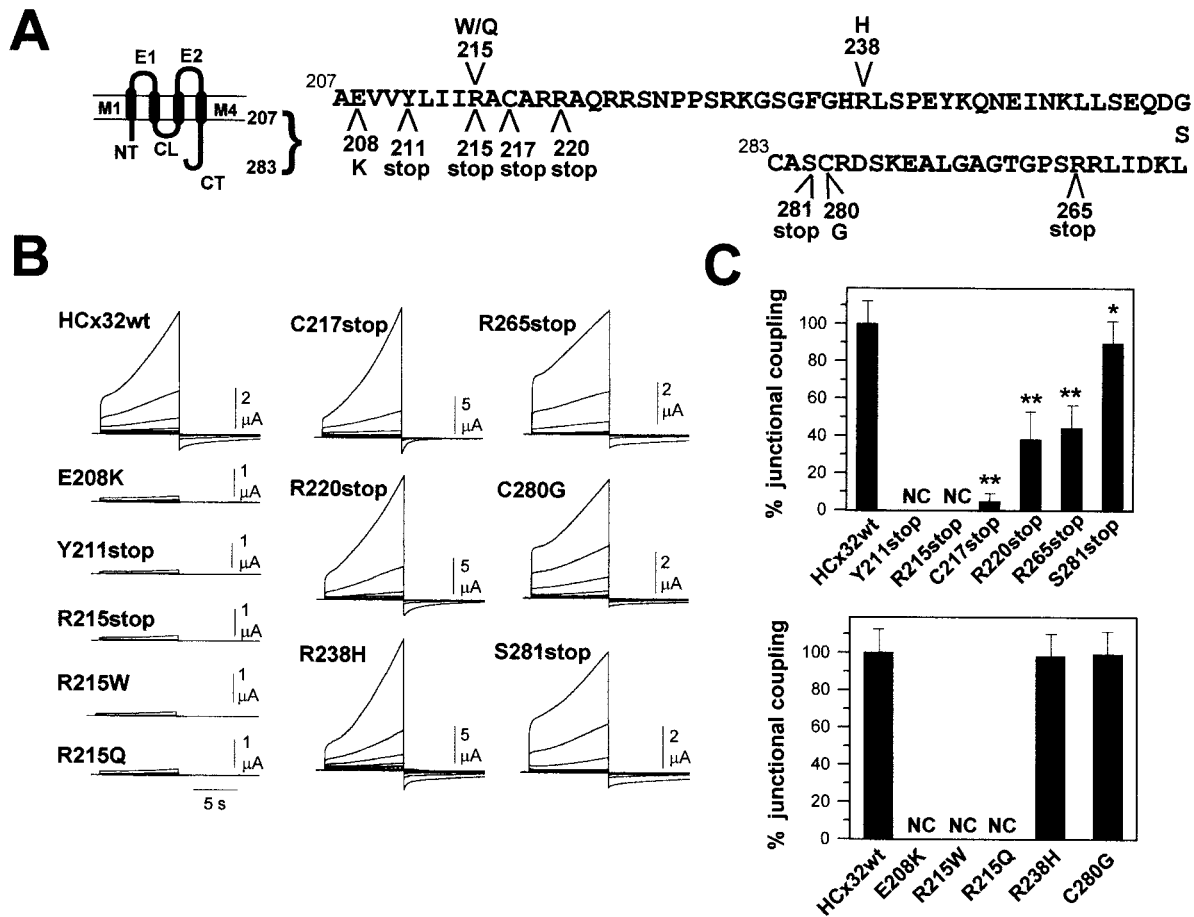 A
E1 E2
M1 M4
207
NT CL
283
CT
W/Q
215
H
238
207 AEVVYLIIRACARRAQRRSNPPSRKGSGFGHRLSPEYKQNEINKLLSEQDG
S
208 211 215 217 220
K stop stop stop stop
283 CASCRDSKEALGAGTGPSRRLIDKL
281 280 265
stop G stop
B
HCx32wt
2
µA
C217stop
5
µA
R265stop
2
µA
E208K
1
µA
Y211stop
1
µA
R215stop
1
µA
R215W
1
µA
R215Q
1
µA
5 s
R220stop
5
µA
C280G
2
µA
R238H
5
µA
S281stop
2
µA
C
% junctional coupling
100
80
60
40
20
0
NC NC ** ** ** *
HCx32wt
Y211stop
R215stop
C217stop
R220stop
R265stop
S281stop
% junctional coupling
100
80
60
40
20
0
NC NC NC
HCx32wt
E208K
R215W
R215Q
R238H
C280G